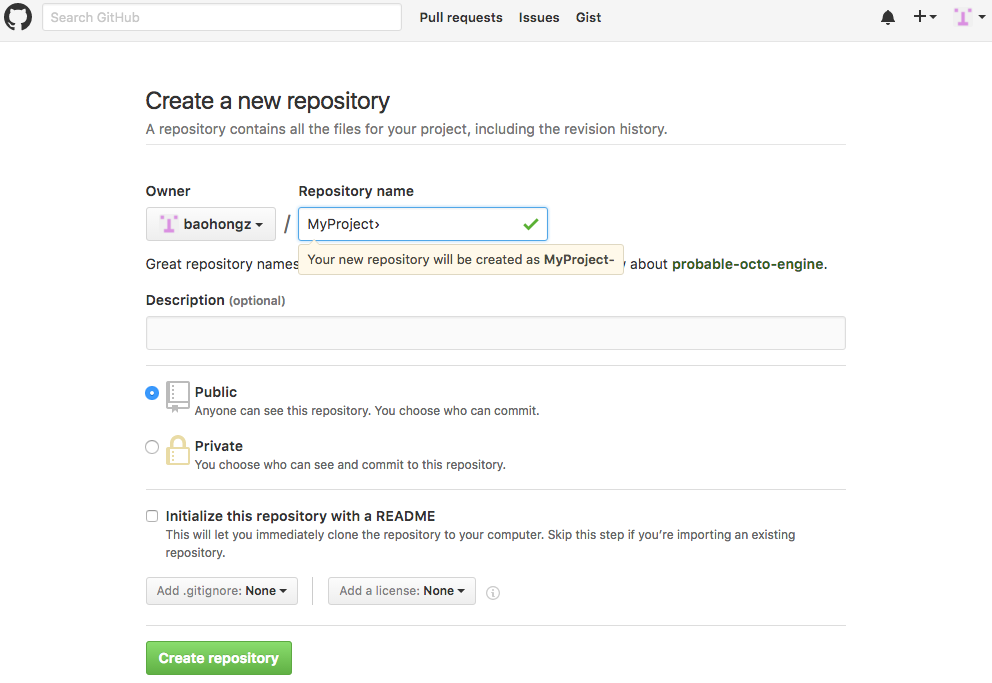 Search GitHub Pull requests Issues Gist
Create a new repository
A repository contains all the files for your project, including the revision history.
Owner Repository name
baohongz / MyProject›
Your new repository will be created as MyProject-
Great repository names about probable-octo-engine.
Description (optional)
Public
Anyone can see this repository. You choose who can commit.
Private
You choose who can see and commit to this repository.
Initialize this repository with a README
This will let you immediately clone the repository to your computer. Skip this step if you’re importing an existing
repository.
Add .gitignore: None Add a license: None
Create repository